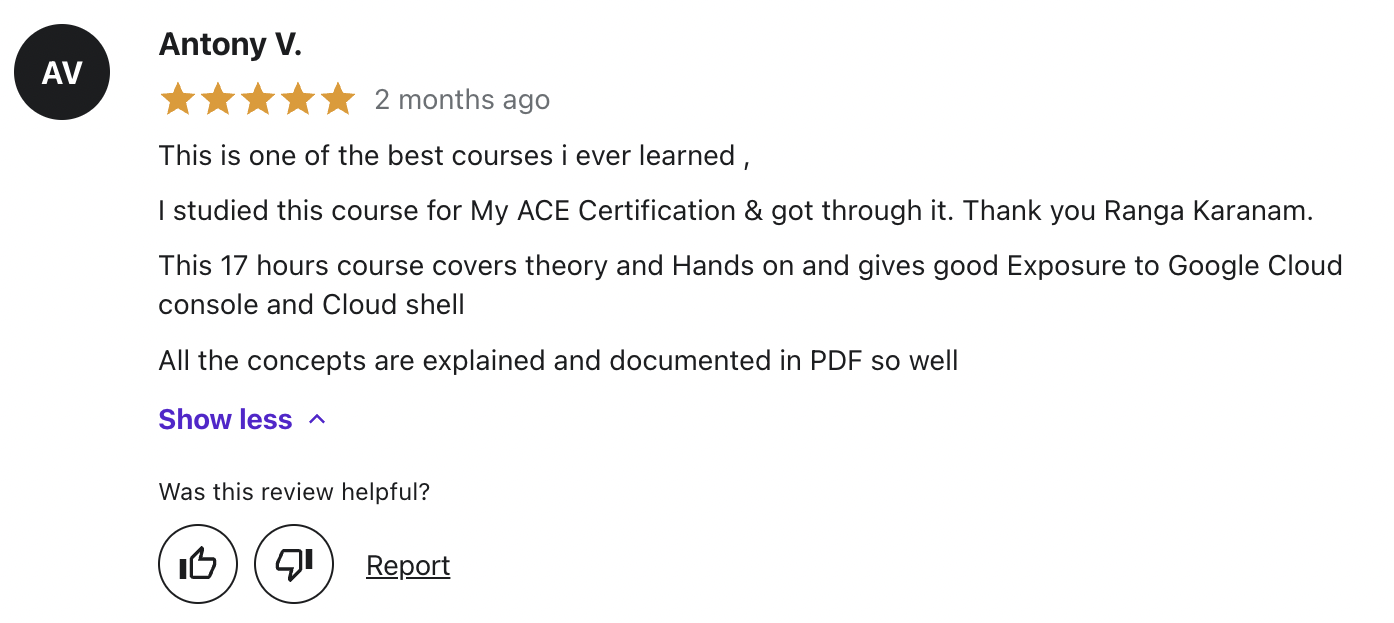 AV
Antony V.
2 months ago
This is one of the best courses i ever learned ,
I studied this course for My ACE Certification & got through it. Thank you Ranga Karanam.
This 17 hours course covers theory and Hands on and gives good Exposure to Google Cloud
console and Cloud shell
All the concepts are explained and documented in PDF so well
Show less
Was this review helpful?
Report